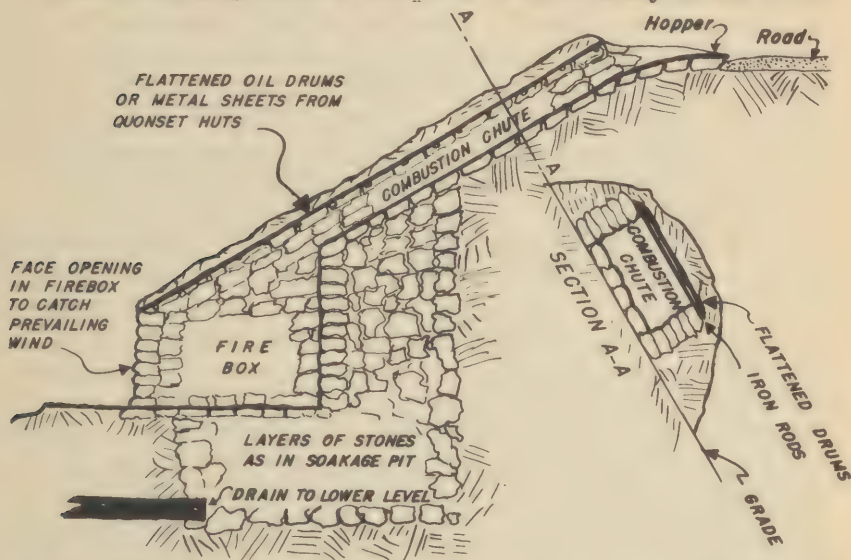 Hopper
Road
A
FLATTENED OIL DRUMS
OR METAL SHEETS FROM
QUONSET HUTS
COMBUSTION CHUTE
A
FACE OPENING
IN FIREBOX
TO CATCH
PREVAILING
WIND
FIRE
BOX
SECTION A-A
COMBUSTION
CHUTE
FLATTENED DRUMS
IRON RODS
LAYERS OF STONES
AS IN SOAKAGE PIT
DRAIN TO LOWER LEVEL
GRADE